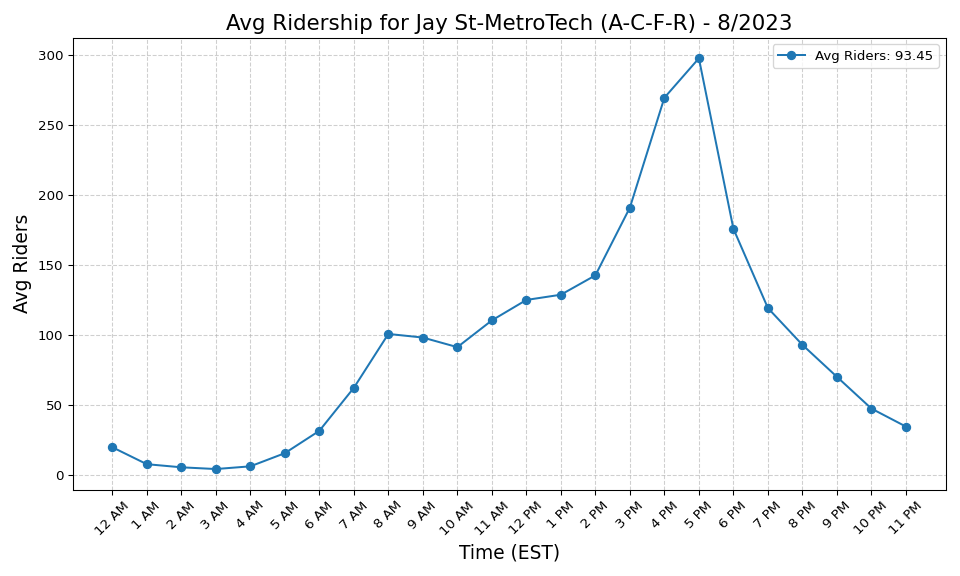 Avg Ridership for Jay St-MetroTech (A-C-F-R) - 8/2023
Avg Riders: 93.45
Avg Riders
300
250
200
150
100
50
0
12 AM
1 AM
2 AM
3 AM
4 AM
5 AM
6 AM
7 AM
8 AM
9 AM
10 AM
11 AM
12 PM
1 PM
2 PM
3 PM
4 PM
5 PM
6 PM
7 PM
8 PM
9 PM
10 PM
11 PM
Time (EST)